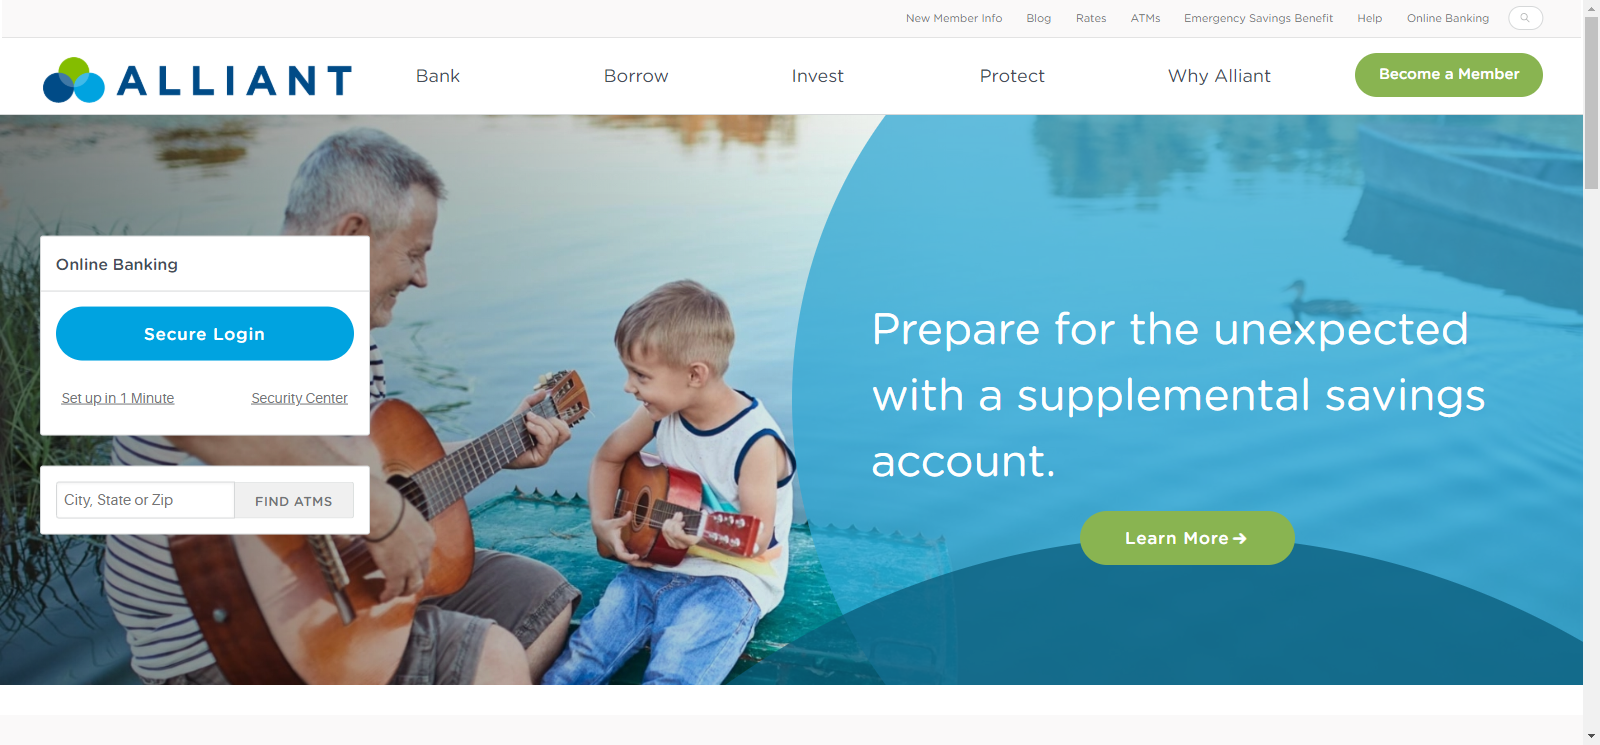 New Member Info Blog Rates ATMs Emergency Savings Benefit Help Online Banking
ALLIANT Bank Borrow Invest Protect Why Alliant Become a Member
Online Banking
Secure Login
Set up in 1 Minute Security Center
City, State or Zip FIND ATMS
Prepare for the unexpected
with a supplemental savings
account.
Learn More→